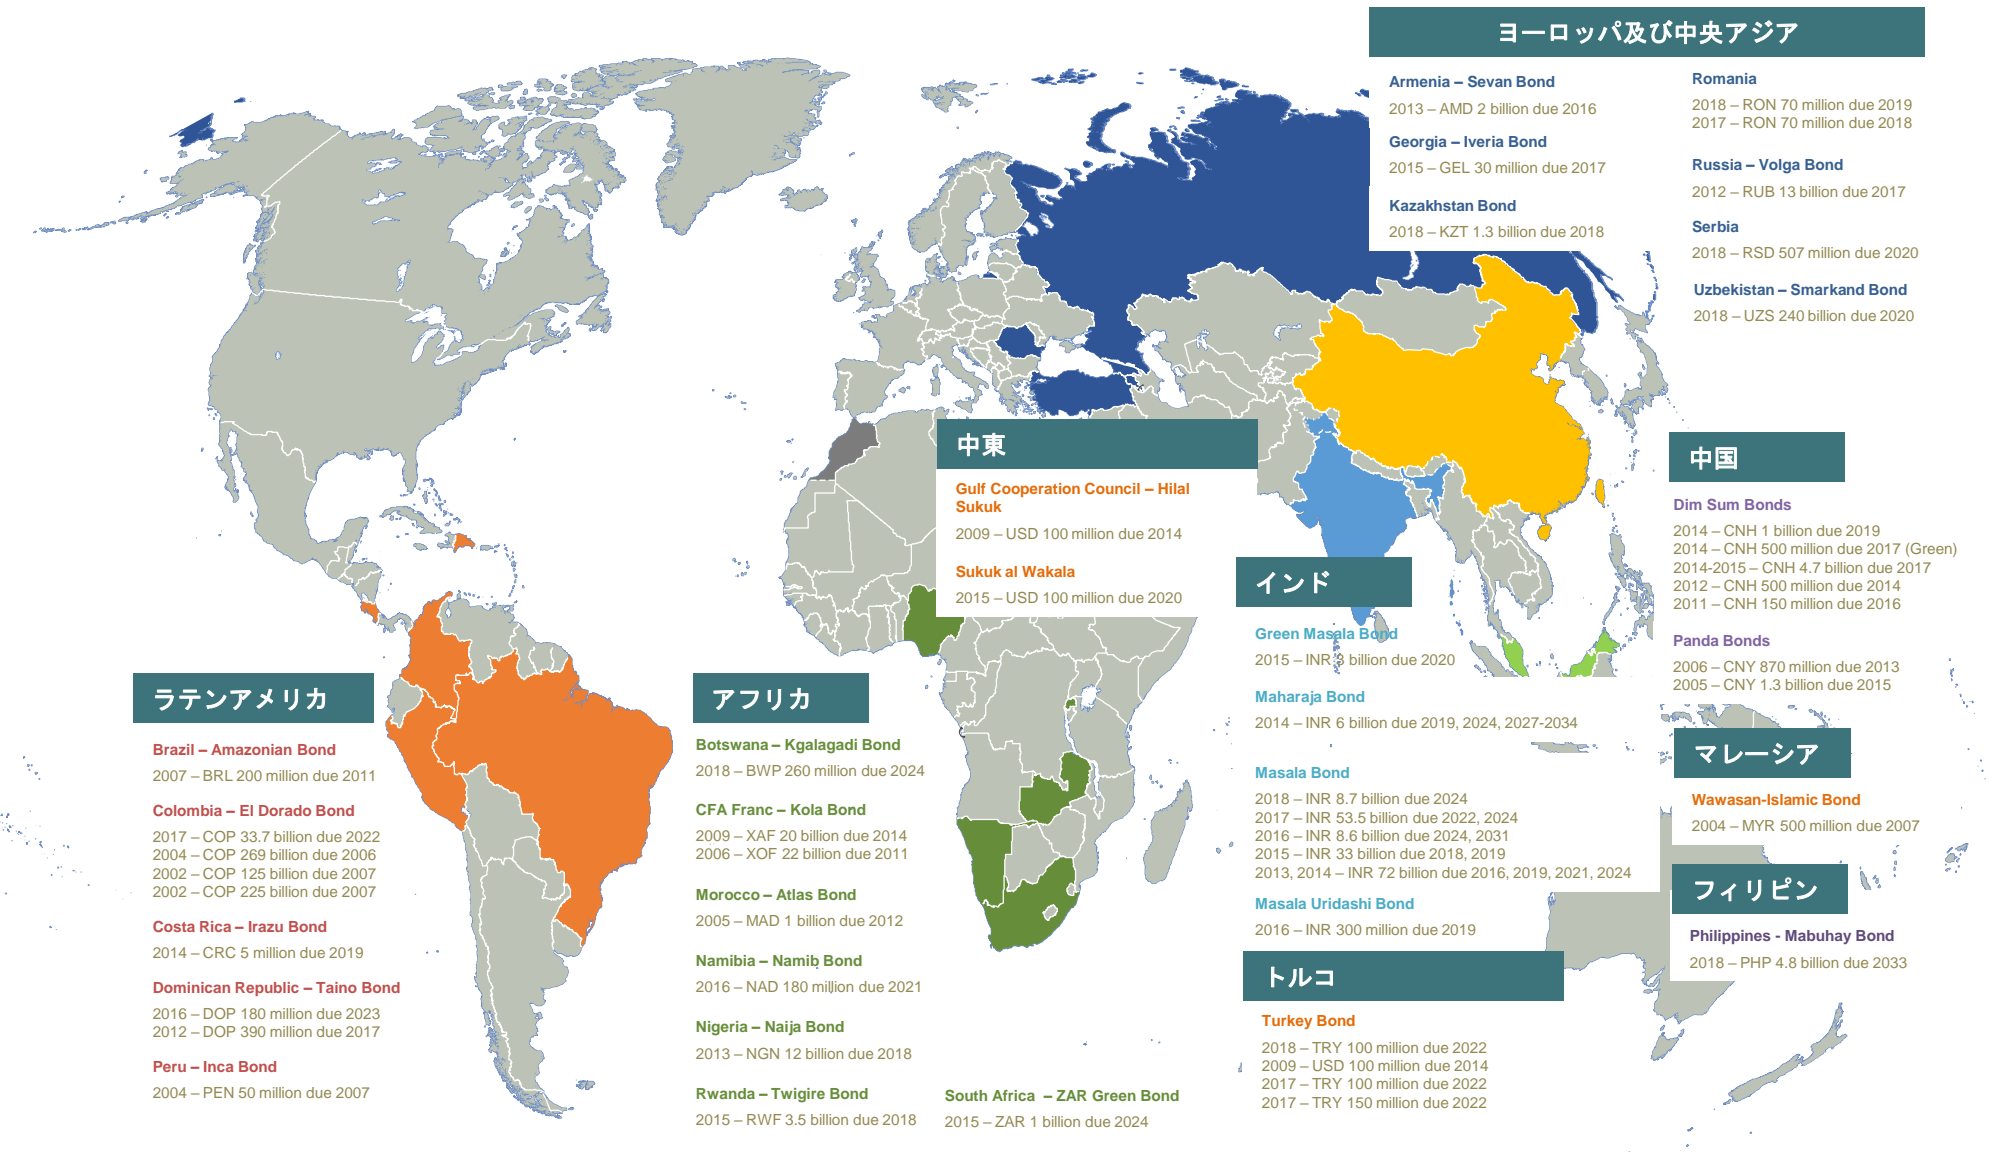 ヨーロッパ及び中央アジア
Armenia – Sevan Bond
2013 – AMD 2 billion due 2016
Georgia – Iveria Bond
2015 – GEL 30 million due 2017
Kazakhstan Bond
2018 – KZT 1.3 billion due 2018
Romania
2018 – RON 70 million due 2019
2017 – RON 70 million due 2018
Russia – Volga Bond
2012 – RUB 13 billion due 2017
Serbia
2018 – RSD 507 million due 2020
Uzbekistan – Smarkand Bond
2018 – UZS 240 billion due 2020
中東
Gulf Cooperation Council – Hilal
Sukuk
2009 – USD 100 million due 2014
Sukuk al Wakala
2015 – USD 100 million due 2020
中国
Dim Sum Bonds
2014 – CNH 1 billion due 2019
2014 – CNH 500 million due 2017 (Green)
2014-2015 – CNH 4.7 billion due 2017
2012 – CNH 500 million due 2014
2011 – CNH 150 million due 2016
Panda Bonds
2006 – CNY 870 million due 2013
2005 – CNY 1.3 billion due 2015
インド
Green Masala Bond
2015 – INR 3 billion due 2020
Maharaja Bond
2014 – INR 6 billion due 2019, 2024, 2027-2034
Masala Bond
2018 – INR 8.7 billion due 2024
2017 – INR 53.5 billion due 2022, 2024
2016 – INR 8.6 billion due 2024, 2031
2015 – INR 33 billion due 2018, 2019
2013, 2014 – INR 72 billion due 2016, 2019, 2021, 2024
Masala Uridashi Bond
2016 – INR 300 million due 2019
ラテンアメリカ
Brazil – Amazonian Bond
2007 – BRL 200 million due 2011
Colombia – El Dorado Bond
2017 – COP 33.7 billion due 2022
2004 – COP 269 billion due 2006
2002 – COP 125 billion due 2007
2002 – COP 225 billion due 2007
Costa Rica – Irazu Bond
2014 – CRC 5 million due 2019
Dominican Republic – Taino Bond
2016 – DOP 180 million due 2023
2012 – DOP 390 million due 2017
Peru – Inca Bond
2004 – PEN 50 million due 2007
アフリカ
Botswana – Kgalagadi Bond
2018 – BWP 260 million due 2024
CFA Franc – Kola Bond
2009 – XAF 20 billion due 2014
2006 – XOF 22 billion due 2011
Morocco – Atlas Bond
2005 – MAD 1 billion due 2012
Namibia – Namib Bond
2016 – NAD 180 million due 2021
Nigeria – Naija Bond
2013 – NGN 12 billion due 2018
Rwanda – Twigire Bond
2015 – RWF 3.5 billion due 2018
South Africa – ZAR Green Bond
2015 – ZAR 1 billion due 2024
マレーシア
Wawasan-Islamic Bond
2004 – MYR 500 million due 2007
フィリピン
Philippines - Mabuhay Bond
2018 – PHP 4.8 billion due 2033
トルコ
Turkey Bond
2018 – TRY 100 million due 2022
2009 – USD 100 million due 2014
2017 – TRY 100 million due 2022
2017 – TRY 150 million due 2022